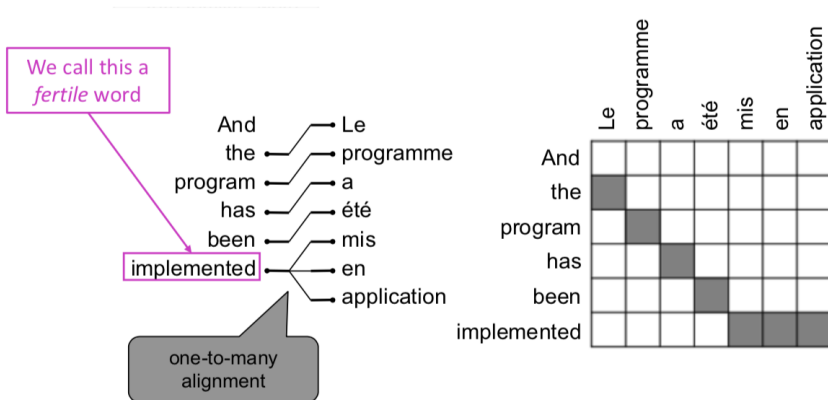 We call this a
fertile word
And
the
program
has
been
implemented
Le
programme
a
été
mis
en
application
one-to-many
alignment
Le
programme
a
été
mis
en
application
And
the
program
has
been
implemented